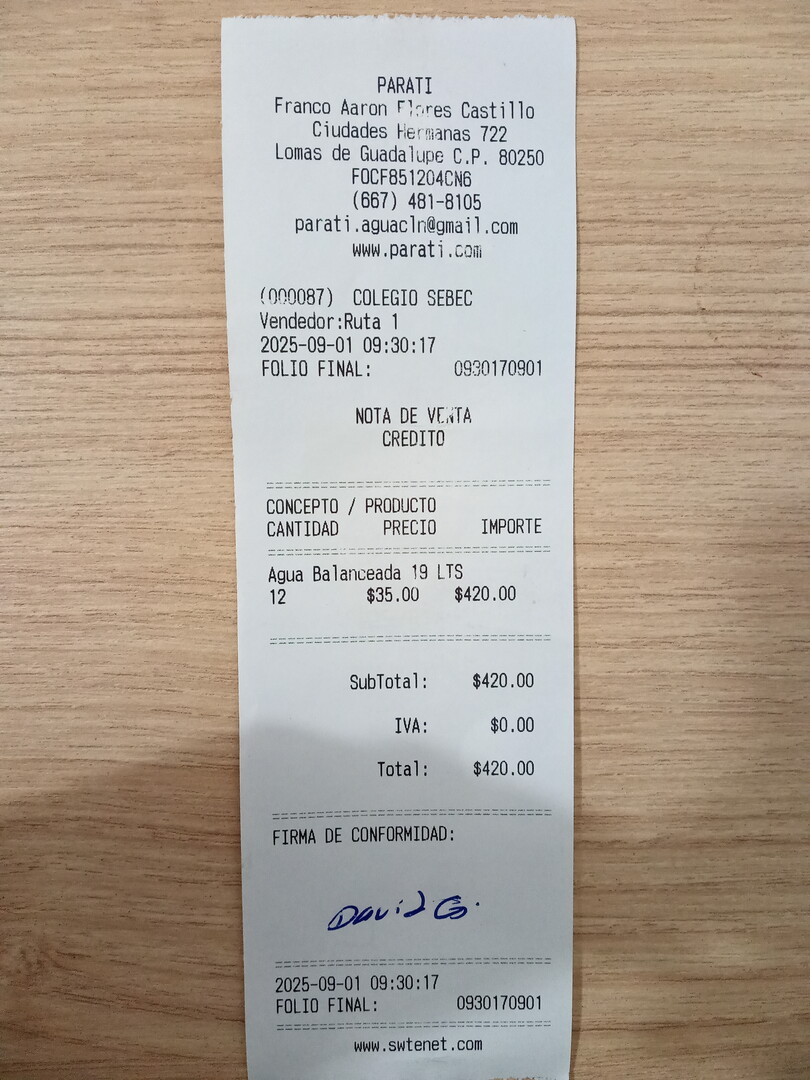 PARATI
Franco Aaron Flores Castillo
Ciudades Hermanas 722
Lomas de Guadalupe C.P. 80250
FOCF851204CN6
(667) 481-8105
parati.aguacln@gmail.com
www.parati.com
(000087) COLEGIO SEBEC
Vendedor:Ruta 1
2025-09-01 09:30:17
FOLIO FINAL: 0930170901
NOTA DE VENTA
CREDITO
CONCEPTO / PRODUCTO
CANTIDAD PRECIO IMPORTE
Agua Balanceada 19 LTS
12 $35.00 $420.00
SubTotal: $420.00
IVA: $0.00
Total: $420.00
FIRMA DE CONFORMIDAD:
David G.
2025-09-01 09:30:17
FOLIO FINAL: 0930170901
www.swtenet.com